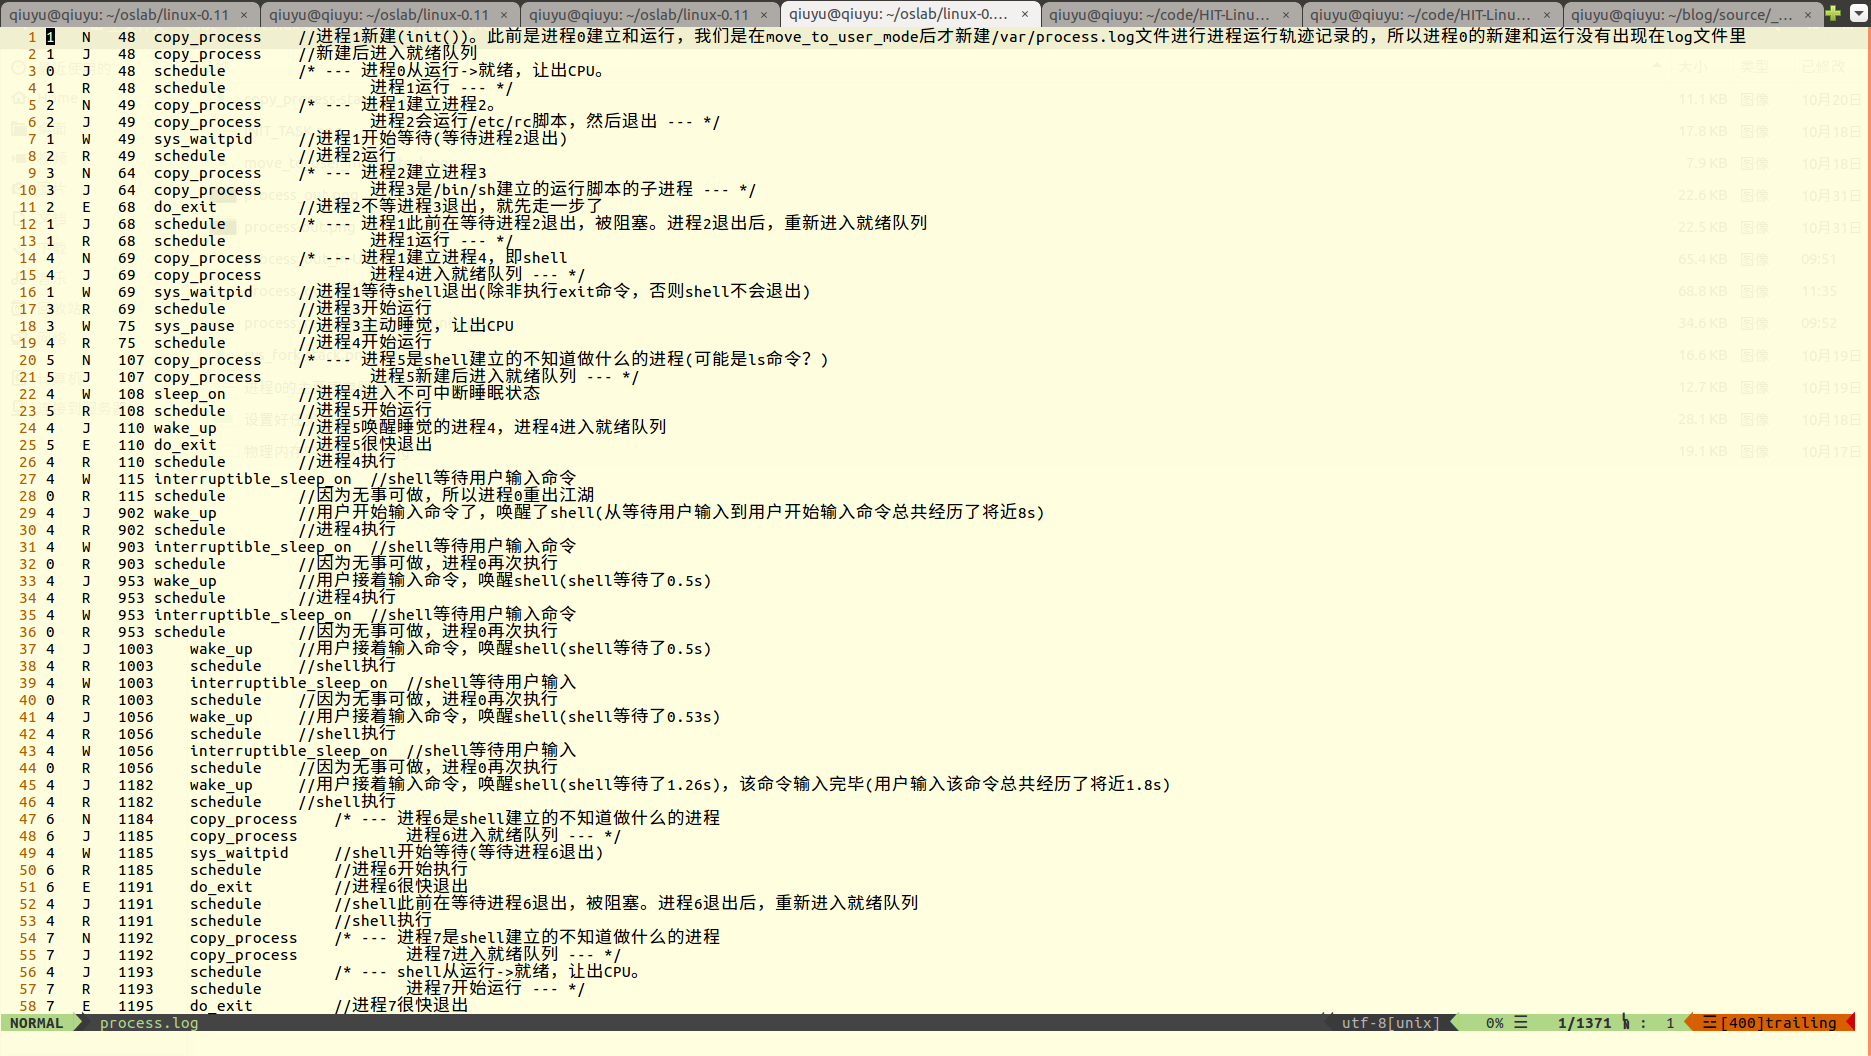 qiuyu@qiuyu: ~/oslab/linux-0.11 × qiuyu@qiuyu: ~/oslab/linux-0.11 × qiuyu@qiuyu: ~/oslab/linux-0.11 × qiuyu@qiuyu: ~/oslab/linux-0.... × qiuyu@qiuyu: ~/code/HIT-Linu... × qiuyu@qiuyu: ~/code/HIT-Linu... × qiuyu@qiuyu: ~/blog/source/_... ×
1 1 N 48 copy_process //进程1新建(init())。此前是进程0建立和运行，我们是在move_to_user_mode后才新建/var/process.log文件进行进程运行轨迹记录的，所以进程0的新建和运行没有出现在log文件里
2 1 J 48 copy_process //新建后进入就绪队列
3 0 J 48 schedule /* --- 进程0从运行->就绪，让出CPU。
4 1 R 48 schedule 进程1运行 --- */
5 2 N 49 copy_process /* --- 进程1建立进程2。
6 2 J 49 copy_process 进程2会运行/etc/rc脚本，然后退出 --- */
7 1 W 49 sys_waitpid //进程1开始等待(等待进程2退出)
8 2 R 49 schedule //进程2运行
9 3 N 64 copy_process /* --- 进程2建立进程3
10 3 J 64 copy_process 进程3是/bin/sh建立的运行脚本的子进程 --- */
11 2 E 68 do_exit //进程2不等进程3退出，就先走一步了
12 1 J 68 schedule /* --- 进程1此前在等待进程2退出，被阻塞。进程2退出后，重新进入就绪队列
13 1 R 68 schedule 进程1运行 --- */
14 4 N 69 copy_process /* --- 进程1建立进程4，即shell
15 4 J 69 copy_process 进程4进入就绪队列 --- */
16 1 W 69 sys_waitpid //进程1等待shell退出(除非执行exit命令，否则shell不会退出)
17 3 R 69 schedule //进程3开始运行
18 3 W 75 sys_pause //进程3主动睡觉，让出CPU
19 4 R 75 schedule //进程4开始运行
20 5 N 107 copy_process /* --- 进程5是shell建立的不知道做什么的进程(可能是ls命令？)
21 5 J 107 copy_process 进程5新建后进入就绪队列 --- */
22 4 W 108 sleep_on //进程4进入不可中断睡眠状态
23 5 R 108 schedule //进程5开始运行
24 4 J 110 wake_up //进程5唤醒睡觉的进程4，进程4进入就绪队列
25 5 E 110 do_exit //进程5很快退出
26 4 R 110 schedule //进程4执行
27 4 W 115 interruptible_sleep_on //shell等待用户输入命令
28 0 R 115 schedule //因为无事可做，所以进程0重出江湖
29 4 J 902 wake_up //用户开始输入命令了，唤醒了shell(从等待用户输入到用户开始输入命令总共经历了将近8s)
30 4 R 902 schedule //进程4执行
31 4 W 903 interruptible_sleep_on //shell等待用户输入命令
32 0 R 903 schedule //因为无事可做，进程0再次执行
33 4 J 953 wake_up //用户接着输入命令，唤醒shell(shell等待了0.5s)
34 4 R 953 schedule //进程4执行
35 4 W 953 interruptible_sleep_on //shell等待用户输入命令
36 0 R 953 schedule //因为无事可做，进程0再次执行
37 4 J 1003 wake_up //用户接着输入命令，唤醒shell(shell等待了0.5s)
38 4 R 1003 schedule //shell执行
39 4 W 1003 interruptible_sleep_on //shell等待用户输入
40 0 R 1003 schedule //因为无事可做，进程0再次执行
41 4 J 1056 wake_up //用户接着输入命令，唤醒shell(shell等待了0.53s)
42 4 R 1056 schedule //shell执行
43 4 W 1056 interruptible_sleep_on //shell等待用户输入
44 0 R 1056 schedule //因为无事可做，进程0再次执行
45 4 J 1182 wake_up //用户接着输入命令，唤醒shell(shell等待了1.26s)，该命令输入完毕(用户输入该命令总共经历了将近1.8s)
46 4 R 1182 schedule //shell执行
47 6 N 1184 copy_process /* --- 进程6是shell建立的不知道做什么的进程
48 6 J 1185 copy_process 进程6进入就绪队列 --- */
49 4 W 1185 sys_waitpid //shell开始等待(等待进程6退出)
50 6 R 1185 schedule //进程6开始执行
51 6 E 1191 do_exit //进程6很快退出
52 4 J 1191 schedule //shell此前在等待进程6退出，被阻塞。进程6退出后，重新进入就绪队列
53 4 R 1191 schedule //shell执行
54 7 N 1192 copy_process /* --- 进程7是shell建立的不知道做什么的进程
55 7 J 1192 copy_process 进程7进入就绪队列 --- */
56 4 J 1193 schedule /* --- shell从运行->就绪，让出CPU。
57 7 R 1193 schedule 进程7开始运行 --- */
58 7 E 1195 do_exit //进程7很快退出
NORMAL process.log utf-8[unix] 0% ☰ 1/1371 : 1 ☲[400]trailing